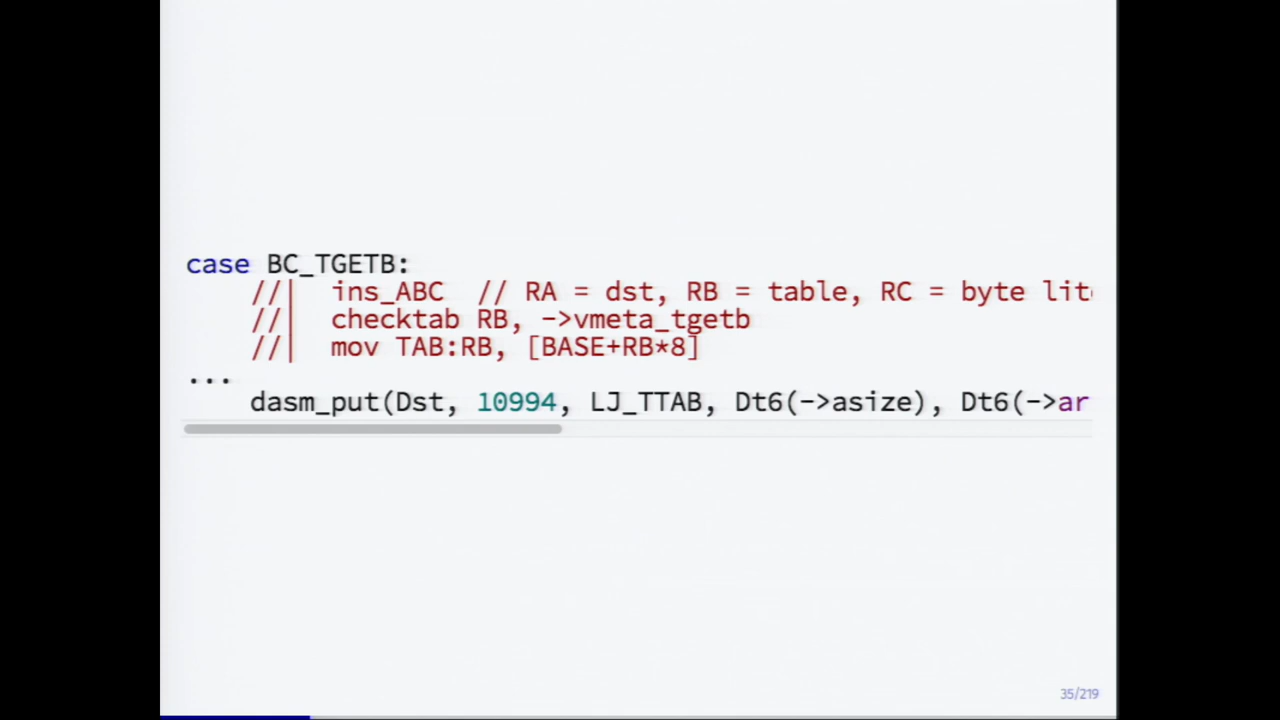 case BC_TGETB:
//| ins_ABC // RA = dst, RB = table, RC = byte lit
//| checktab RB, ->vmeta_tgetb
//| mov TAB:RB, [BASE+RB*8]
...
dasm_put(Dst, 10994, LJ_TTAB, Dt6(->asize), Dt6(->ar
35/219